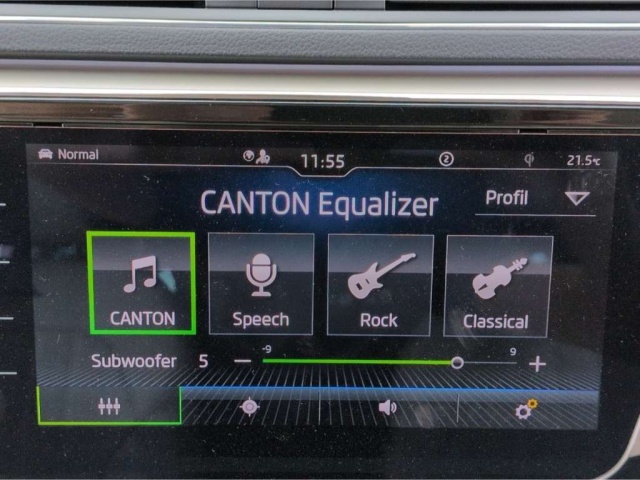 Normal
11:55
2
21.5°C
CANTON Equalizer
Profil
CANTON
Speech
Rock
Classical
Subwoofer 5 − -9 9 +